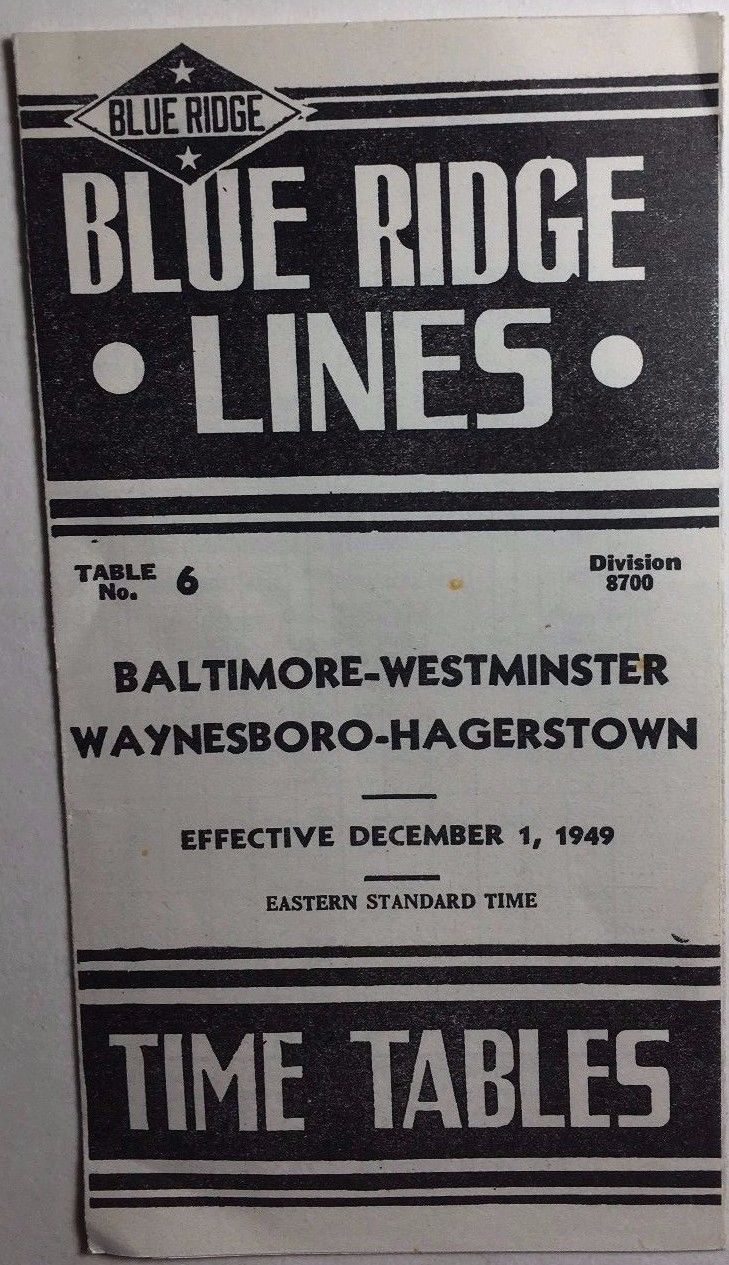 BLUE RIDGE
BLUE RIDGE
LINES
TABLE No. 6
Division 8700
BALTIMORE-WESTMINSTER
WAYNESBORO-HAGERSTOWN
EFFECTIVE DECEMBER 1, 1949
EASTERN STANDARD TIME
TIME TABLES